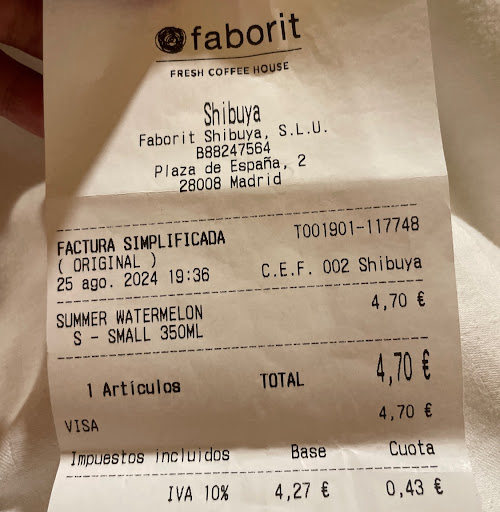 faborit
FRESH COFFEE HOUSE
Shibuya
Faborit Shibuya, S.L.U.
B88247564
Plaza de España, 2
28008 Madrid
FACTURA SIMPLIFICADA T001901-117748
( ORIGINAL )
25 ago. 2024 19:36 C.E.F. 002 Shibuya
SUMMER WATERMELON 4,70 €
S - SMALL 350ML
1 Artículos TOTAL 4,70 €
VISA 4,70 €
Impuestos incluidos Base Cuota
IVA 10% 4,27 € 0,43 €